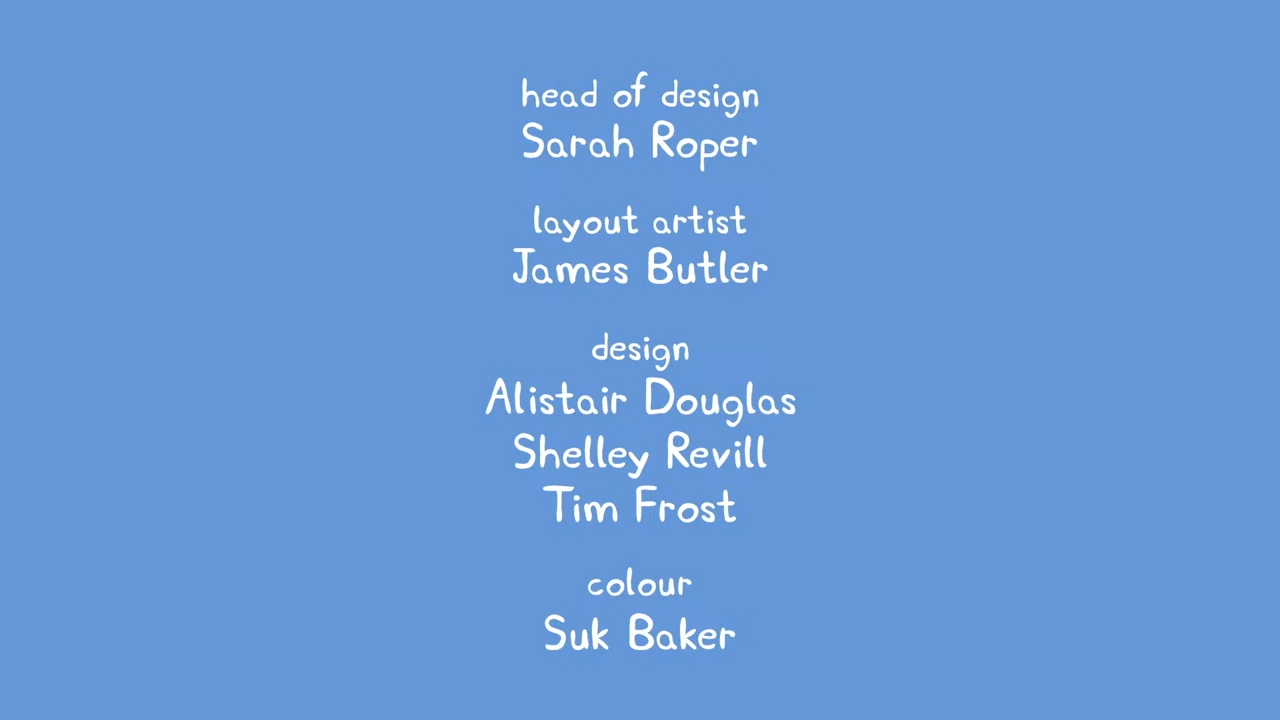 head of design
Sarah Roper
layout artist
James Butler
design
Alistair Douglas
Shelley Revill
Tim Frost
colour
Suk Baker